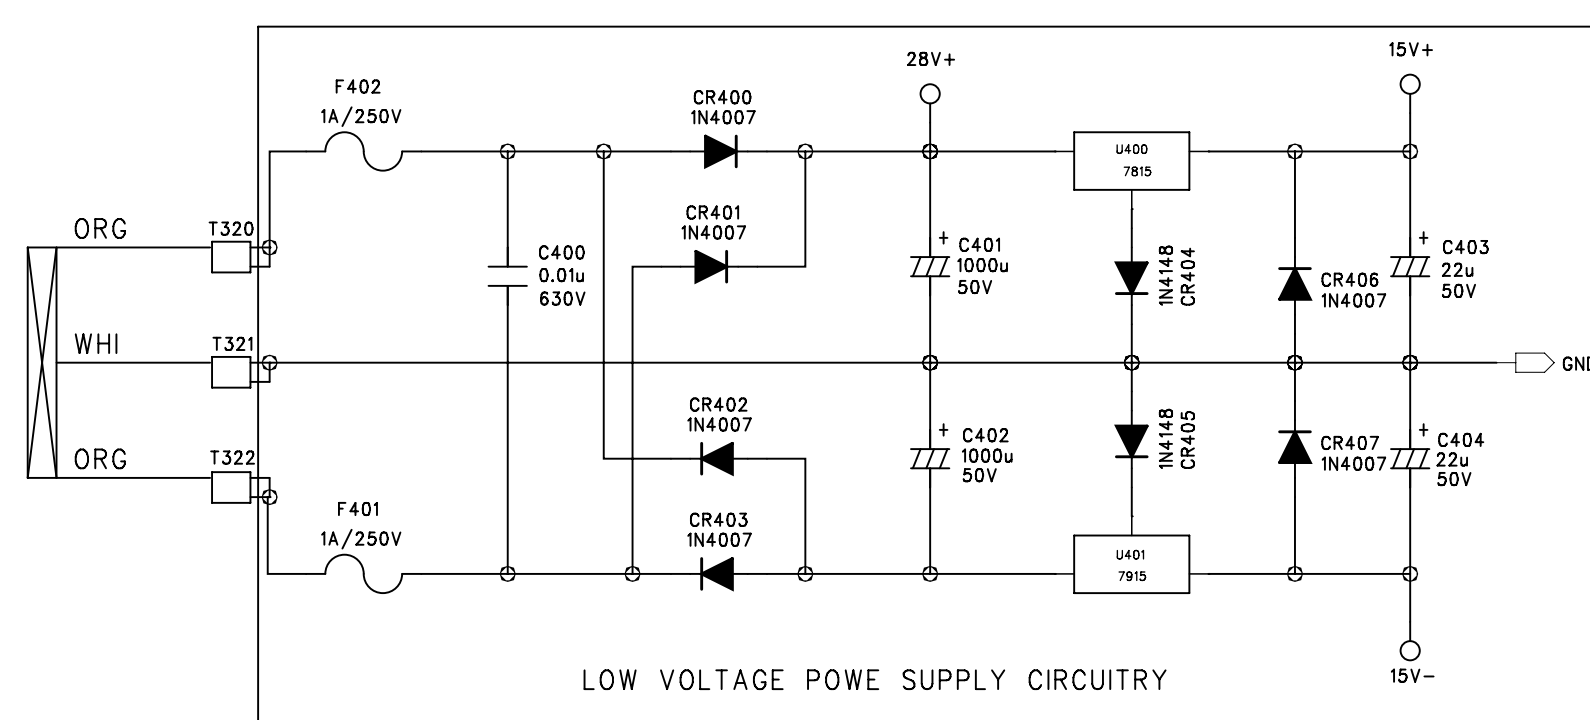 28V+
15V+
F402
1A/250V
CR400
1N4007
U400
7815
ORG
T320
CR401
1N4007
C400
0.01u
630V
+
C401
1000u
50V
1N4148
CR404
CR406
1N4007
+
C403
22u
50V
WHI
T321
GND
CR402
1N4007
+
C402
1000u
50V
1N4148
CR405
CR407
1N4007
+
C404
22u
50V
ORG
T322
F401
1A/250V
CR403
1N4007
U401
7915
LOW VOLTAGE POWE SUPPLY CIRCUITRY
15V-